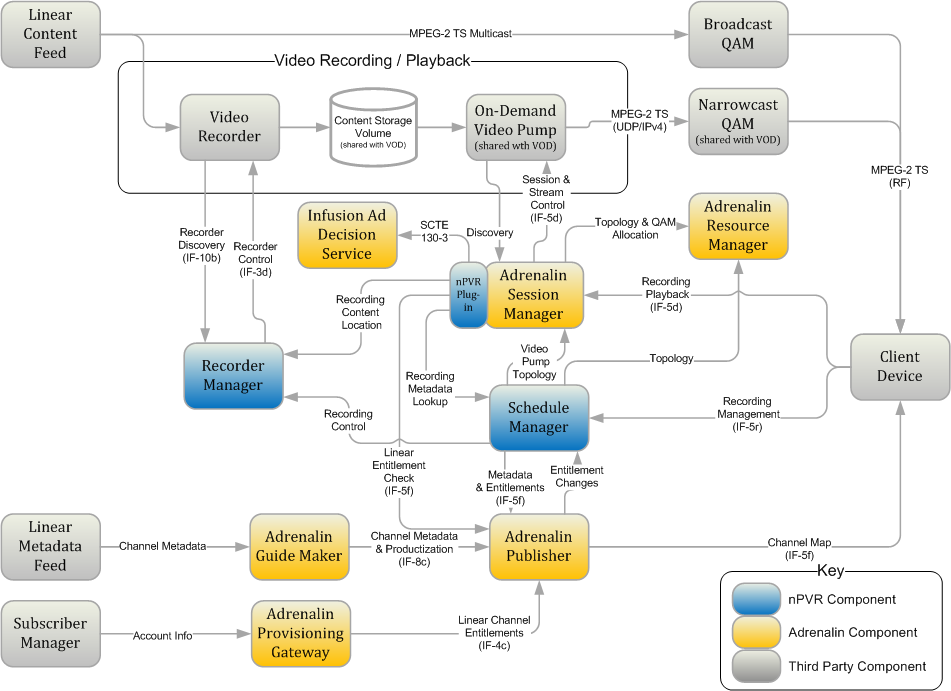 Linear
Content
Feed
MPEG-2 TS Multicast
Broadcast
QAM
Video Recording / Playback
Video
Recorder
Content Storage
Volume
(shared with VOD)
On-Demand
Video Pump
(shared with VOD)
MPEG-2 TS
(UDP/IPv4)
Narrowcast
QAM
(shared with VOD)
MPEG-2 TS
(RF)
Session &
Stream
Control
(IF-5d)
Recorder
Discovery
(IF-10b)
Recorder
Control
(IF-3d)
Infusion Ad
Decision
Service
SCTE
130-3
Discovery
Topology & QAM
Allocation
Adrenalin
Resource
Manager
nPVR
Plug-
in
Adrenalin
Session
Manager
Recording
Playback
(IF-5d)
Recording
Content
Location
Recorder
Manager
Video
Pump
Topology
Topology
Client
Device
Recording
Metadata
Lookup
Schedule
Manager
Recording
Management
(IF-5r)
Recording
Control
Linear
Entitlement
Check
(IF-5f)
Metadata
& Entitlements
(IF-5f)
Entitlement
Changes
Linear
Metadata
Feed
Channel Metadata
Adrenalin
Guide Maker
Channel Metadata
& Productization
(IF-8c)
Adrenalin
Publisher
Channel Map
(IF-5f)
Subscriber
Manager
Account Info
Adrenalin
Provisioning
Gateway
Linear Channel
Entitlements
(IF-4c)
Key
nPVR Component
Adrenalin Component
Third Party Component